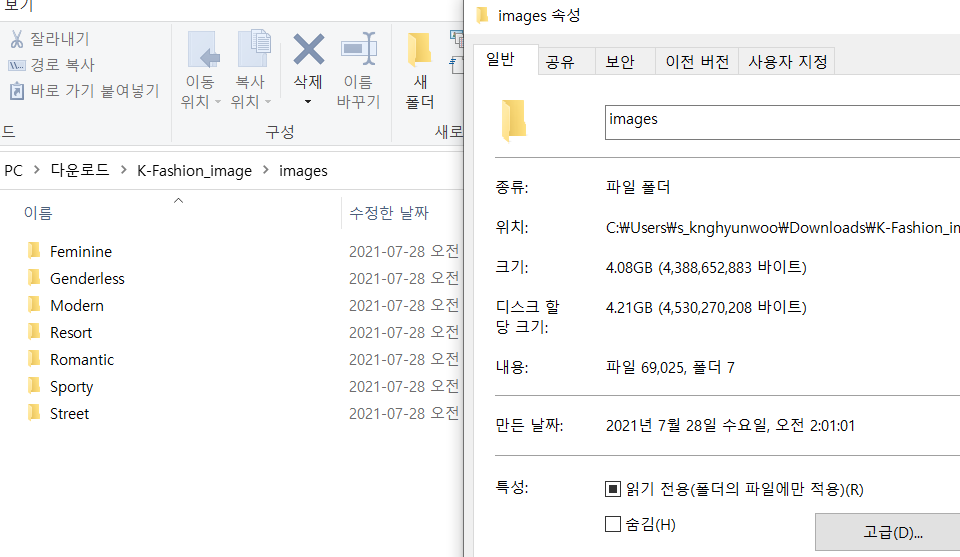 보기
잘라내기
경로 복사
바로 가기 붙여넣기
이동
위치
복사
위치
삭제
이름
바꾸기
새
폴더
드
구성
새로
PC > 다운로드 > K-Fashion_image > images
이름
수정한 날짜
Feminine
2021-07-28 오전
Genderless
2021-07-28 오전
Modern
2021-07-28 오전
Resort
2021-07-28 오전
Romantic
2021-07-28 오전
Sporty
2021-07-28 오전
Street
2021-07-28 오전
images 속성
일반
공유
보안
이전 버전
사용자 지정
images
종류:
파일 폴더
위치:
C:₩Users₩s_knghyunwoo₩Downloads₩K-Fashion_im
크기:
4.08GB (4,388,652,883 바이트)
디스크 할
당 크기:
4.21GB (4,530,270,208 바이트)
내용:
파일 69,025, 폴더 7
만든 날짜:
2021년 7월 28일 수요일, 오전 2:01:01
특성:
읽기 전용(폴더의 파일에만 적용)(R)
숨김(H)
고급(D)...